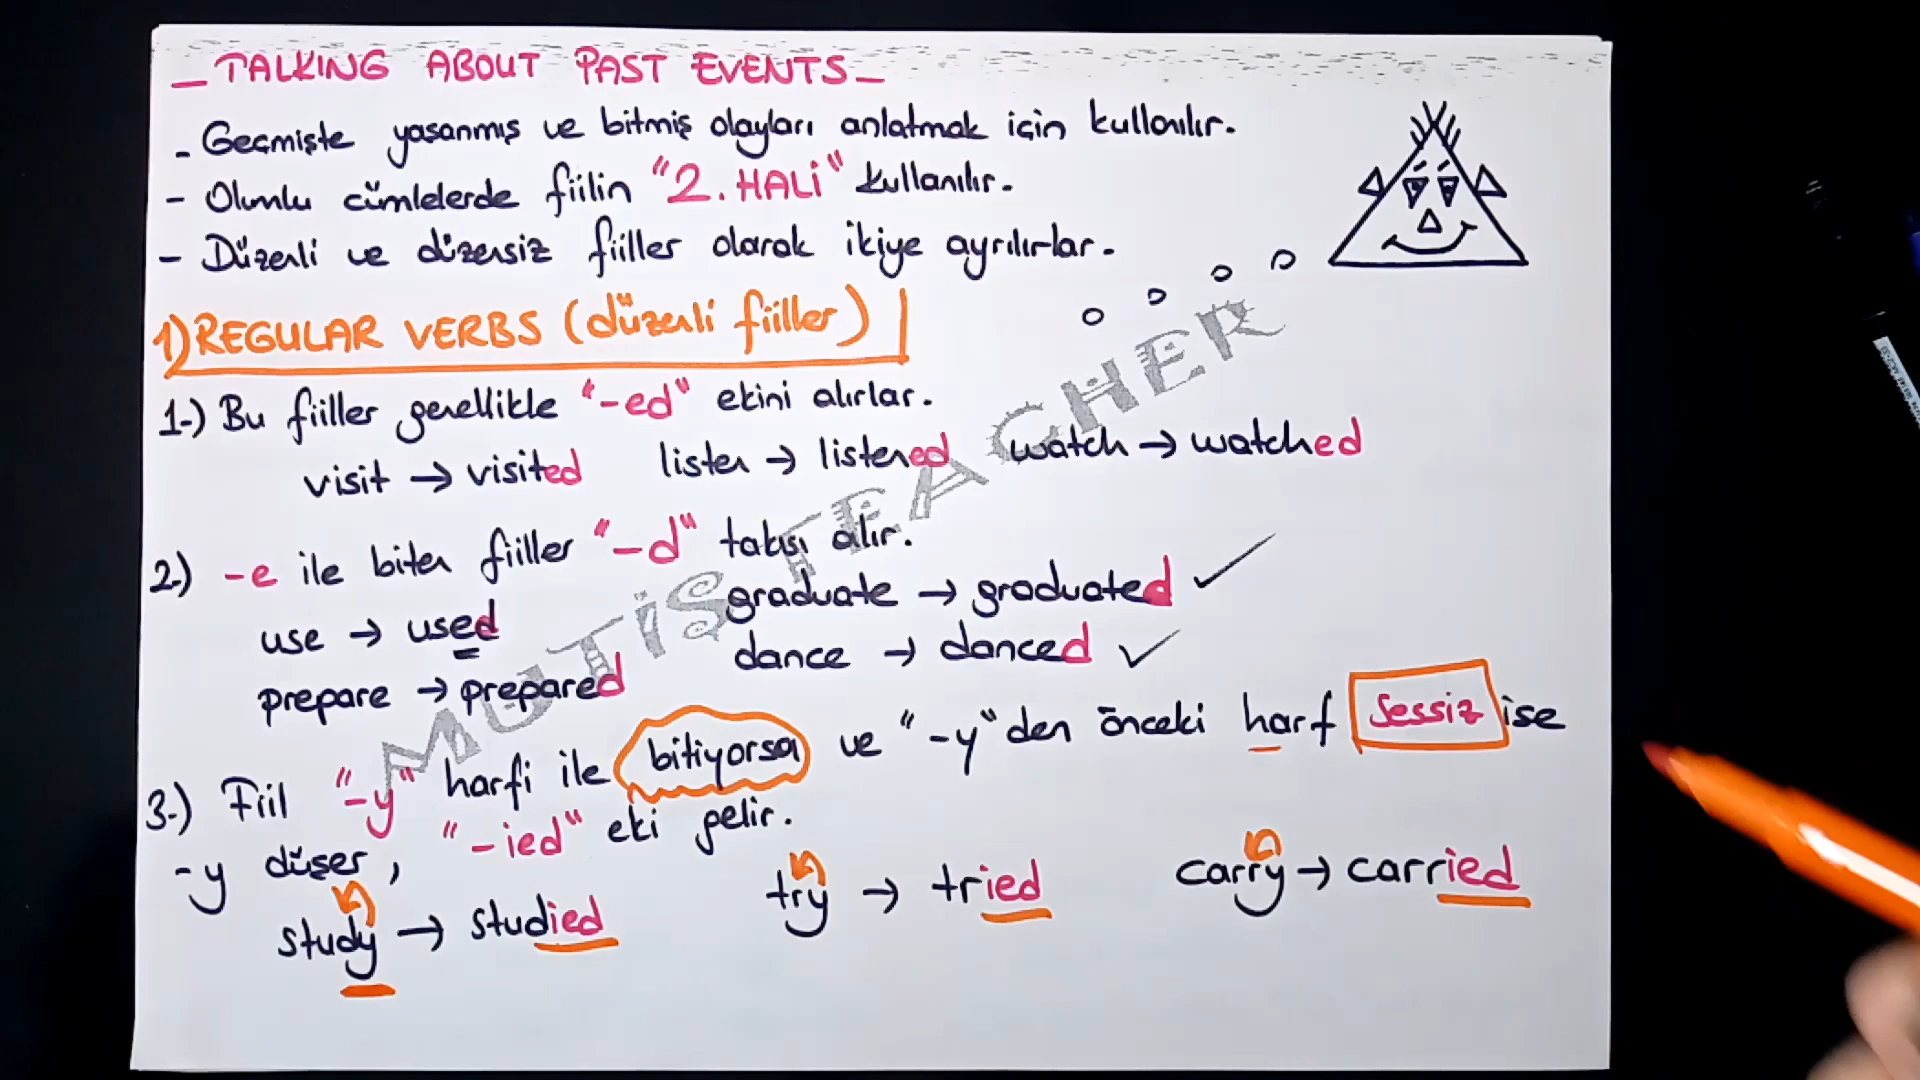 _ TALKING ABOUT PAST EVENTS _
- Geçmişte yaşanmış ve bitmiş olayları anlatmak için kullanılır.
- Olumlu cümlelerde fiilin "2. HALİ" kullanılır.
- Düzenli ve düzensiz fiiller olarak ikiye ayrılırlar.
1) REGULAR VERBS (düzenli fiiller)
1-) Bu fiiller genellikle "-ed" ekini alırlar.
visit → visited listen → listened watch → watched
2-) -e ile biten fiiller "-d" takısı alır.
use → used graduate → graduated ✓
prepare → prepared dance → danced ✓
3-) Fiil "-y" harfi ile bitiyorsa ve "-y" den önceki harf sessiz ise
-y düşer, "-ied" eki gelir.
study → studied try → tried carry → carried
MUTİŞ TEACHER